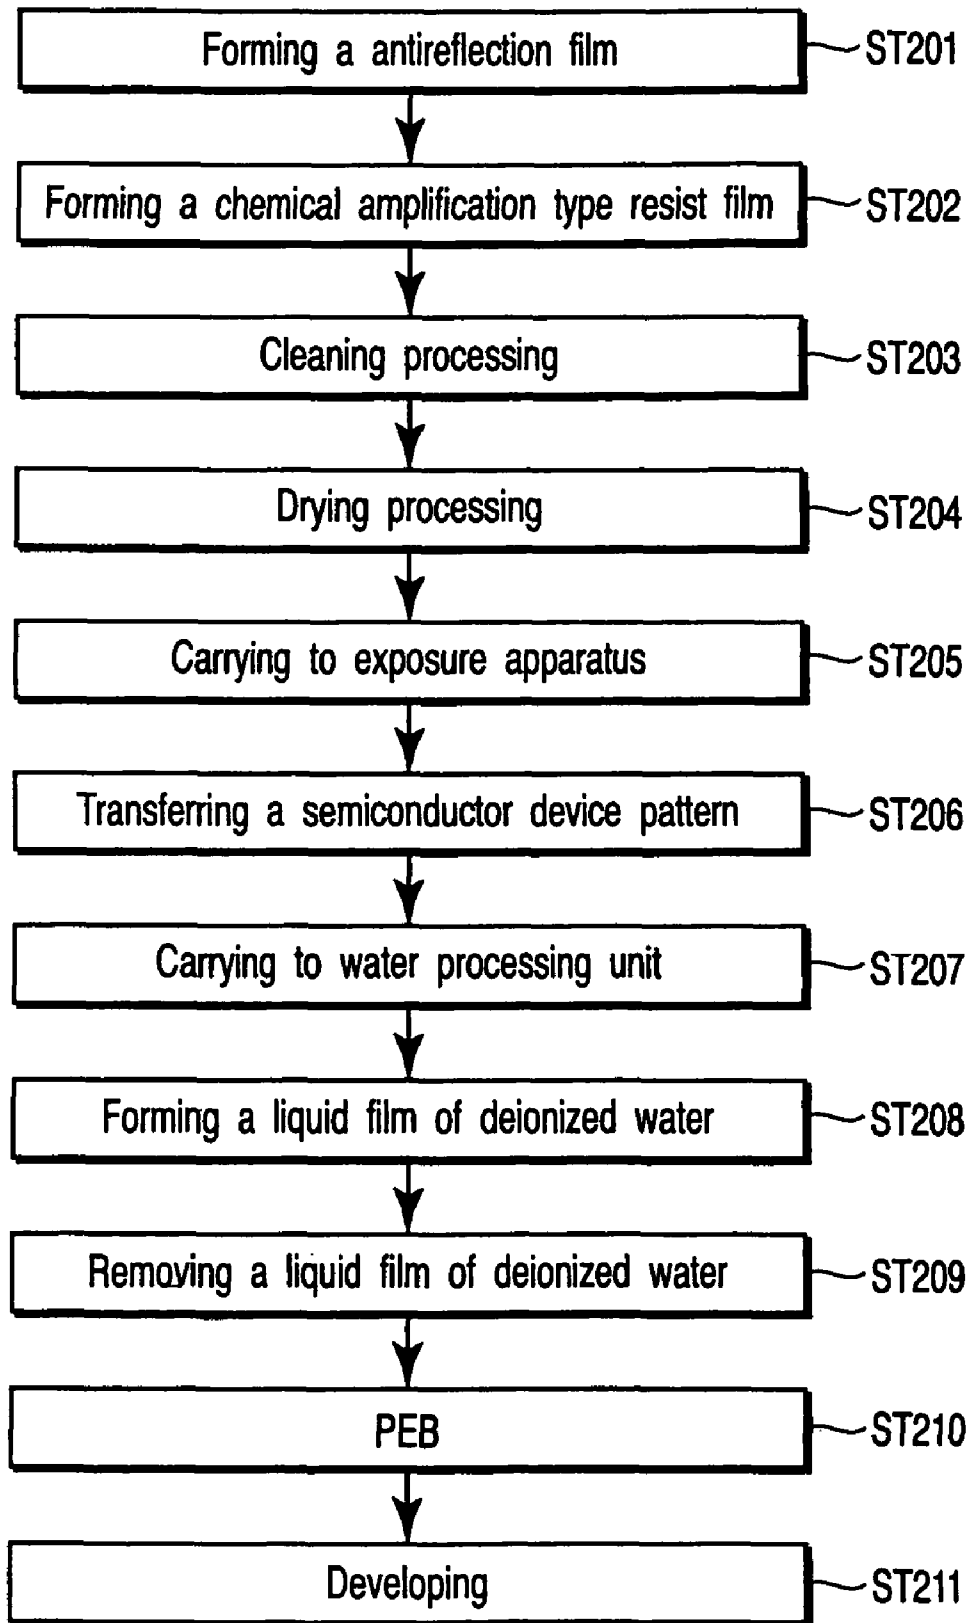 Forming a antireflection film ST201
Forming a chemical amplification type resist film ST202
Cleaning processing ST203
Drying processing ST204
Carrying to exposure apparatus ST205
Transferring a semiconductor device pattern ST206
Carrying to water processing unit ST207
Forming a liquid film of deionized water ST208
Removing a liquid film of deionized water ST209
PEB ST210
Developing ST211